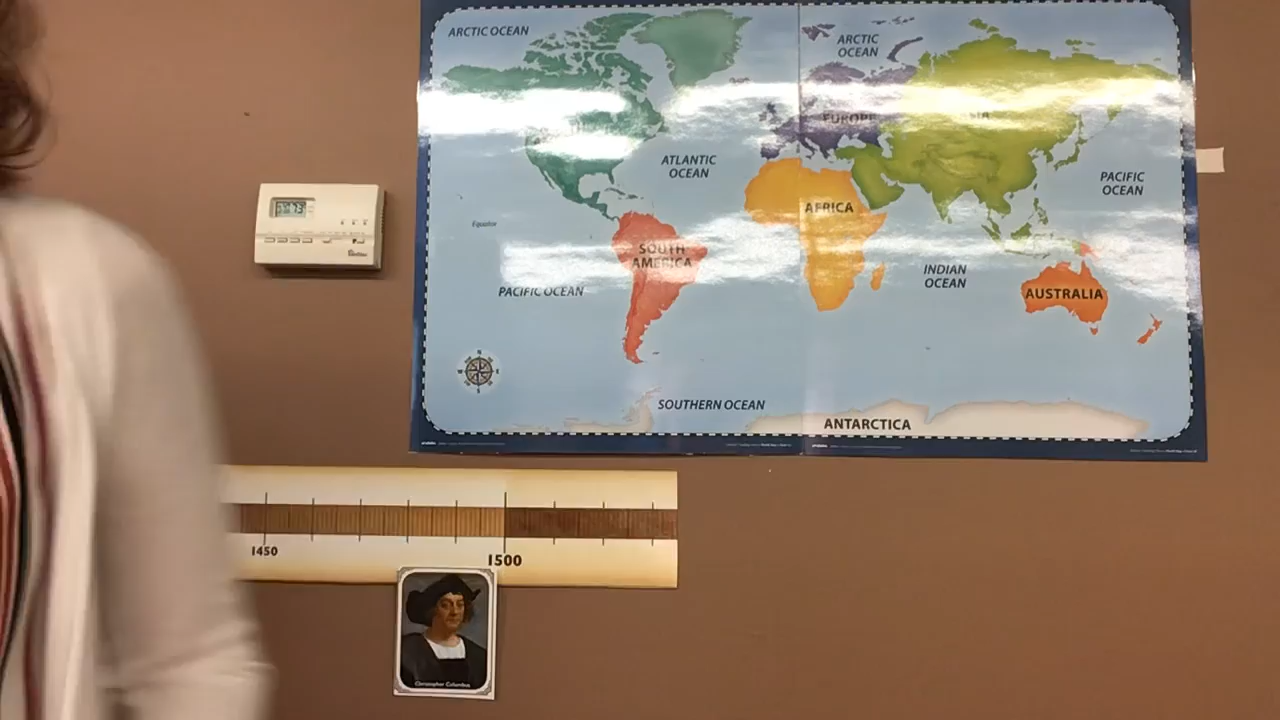 ARCTIC OCEAN
ARCTIC
OCEAN
EUROPE
ATLANTIC
OCEAN
PACIFIC
OCEAN
AFRICA
Equator
SOUTH
AMERICA
INDIAN
OCEAN
PACIFIC OCEAN
AUSTRALIA
N
W E
S
SOUTHERN OCEAN
ANTARCTICA
1450
1500
Christopher Columbus